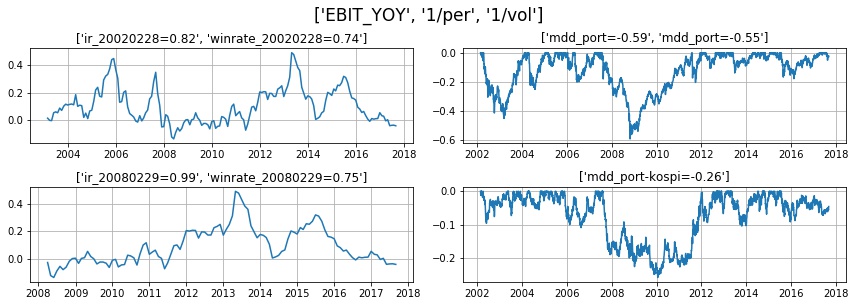 ['EBIT_YOY', '1/per', '1/vol']
['ir_20020228=0.82', 'winrate_20020228=0.74']
0.4
0.2
0.0
2004 2006 2008 2010 2012 2014 2016 2018
['mdd_port=-0.59', 'mdd_port=-0.55']
0.0
−0.2
−0.4
−0.6
2002 2004 2006 2008 2010 2012 2014 2016 2018
['ir_20080229=0.99', 'winrate_20080229=0.75']
0.4
0.2
0.0
2008 2009 2010 2011 2012 2013 2014 2015 2016 2017 2018
['mdd_port-kospi=-0.26']
0.0
−0.1
−0.2
2002 2004 2006 2008 2010 2012 2014 2016 2018